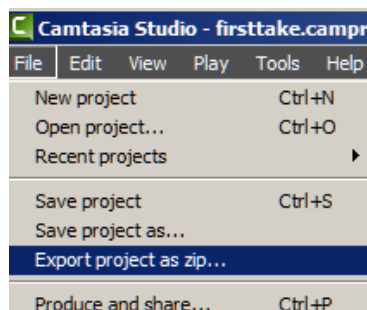 Camtasia Studio - firsttake.campr
File Edit View Play Tools Help
New project Ctrl+N
Open project... Ctrl+O
Recent projects
Save project Ctrl+S
Save project as...
Export project as zip...
Produce and share... Ctrl+P